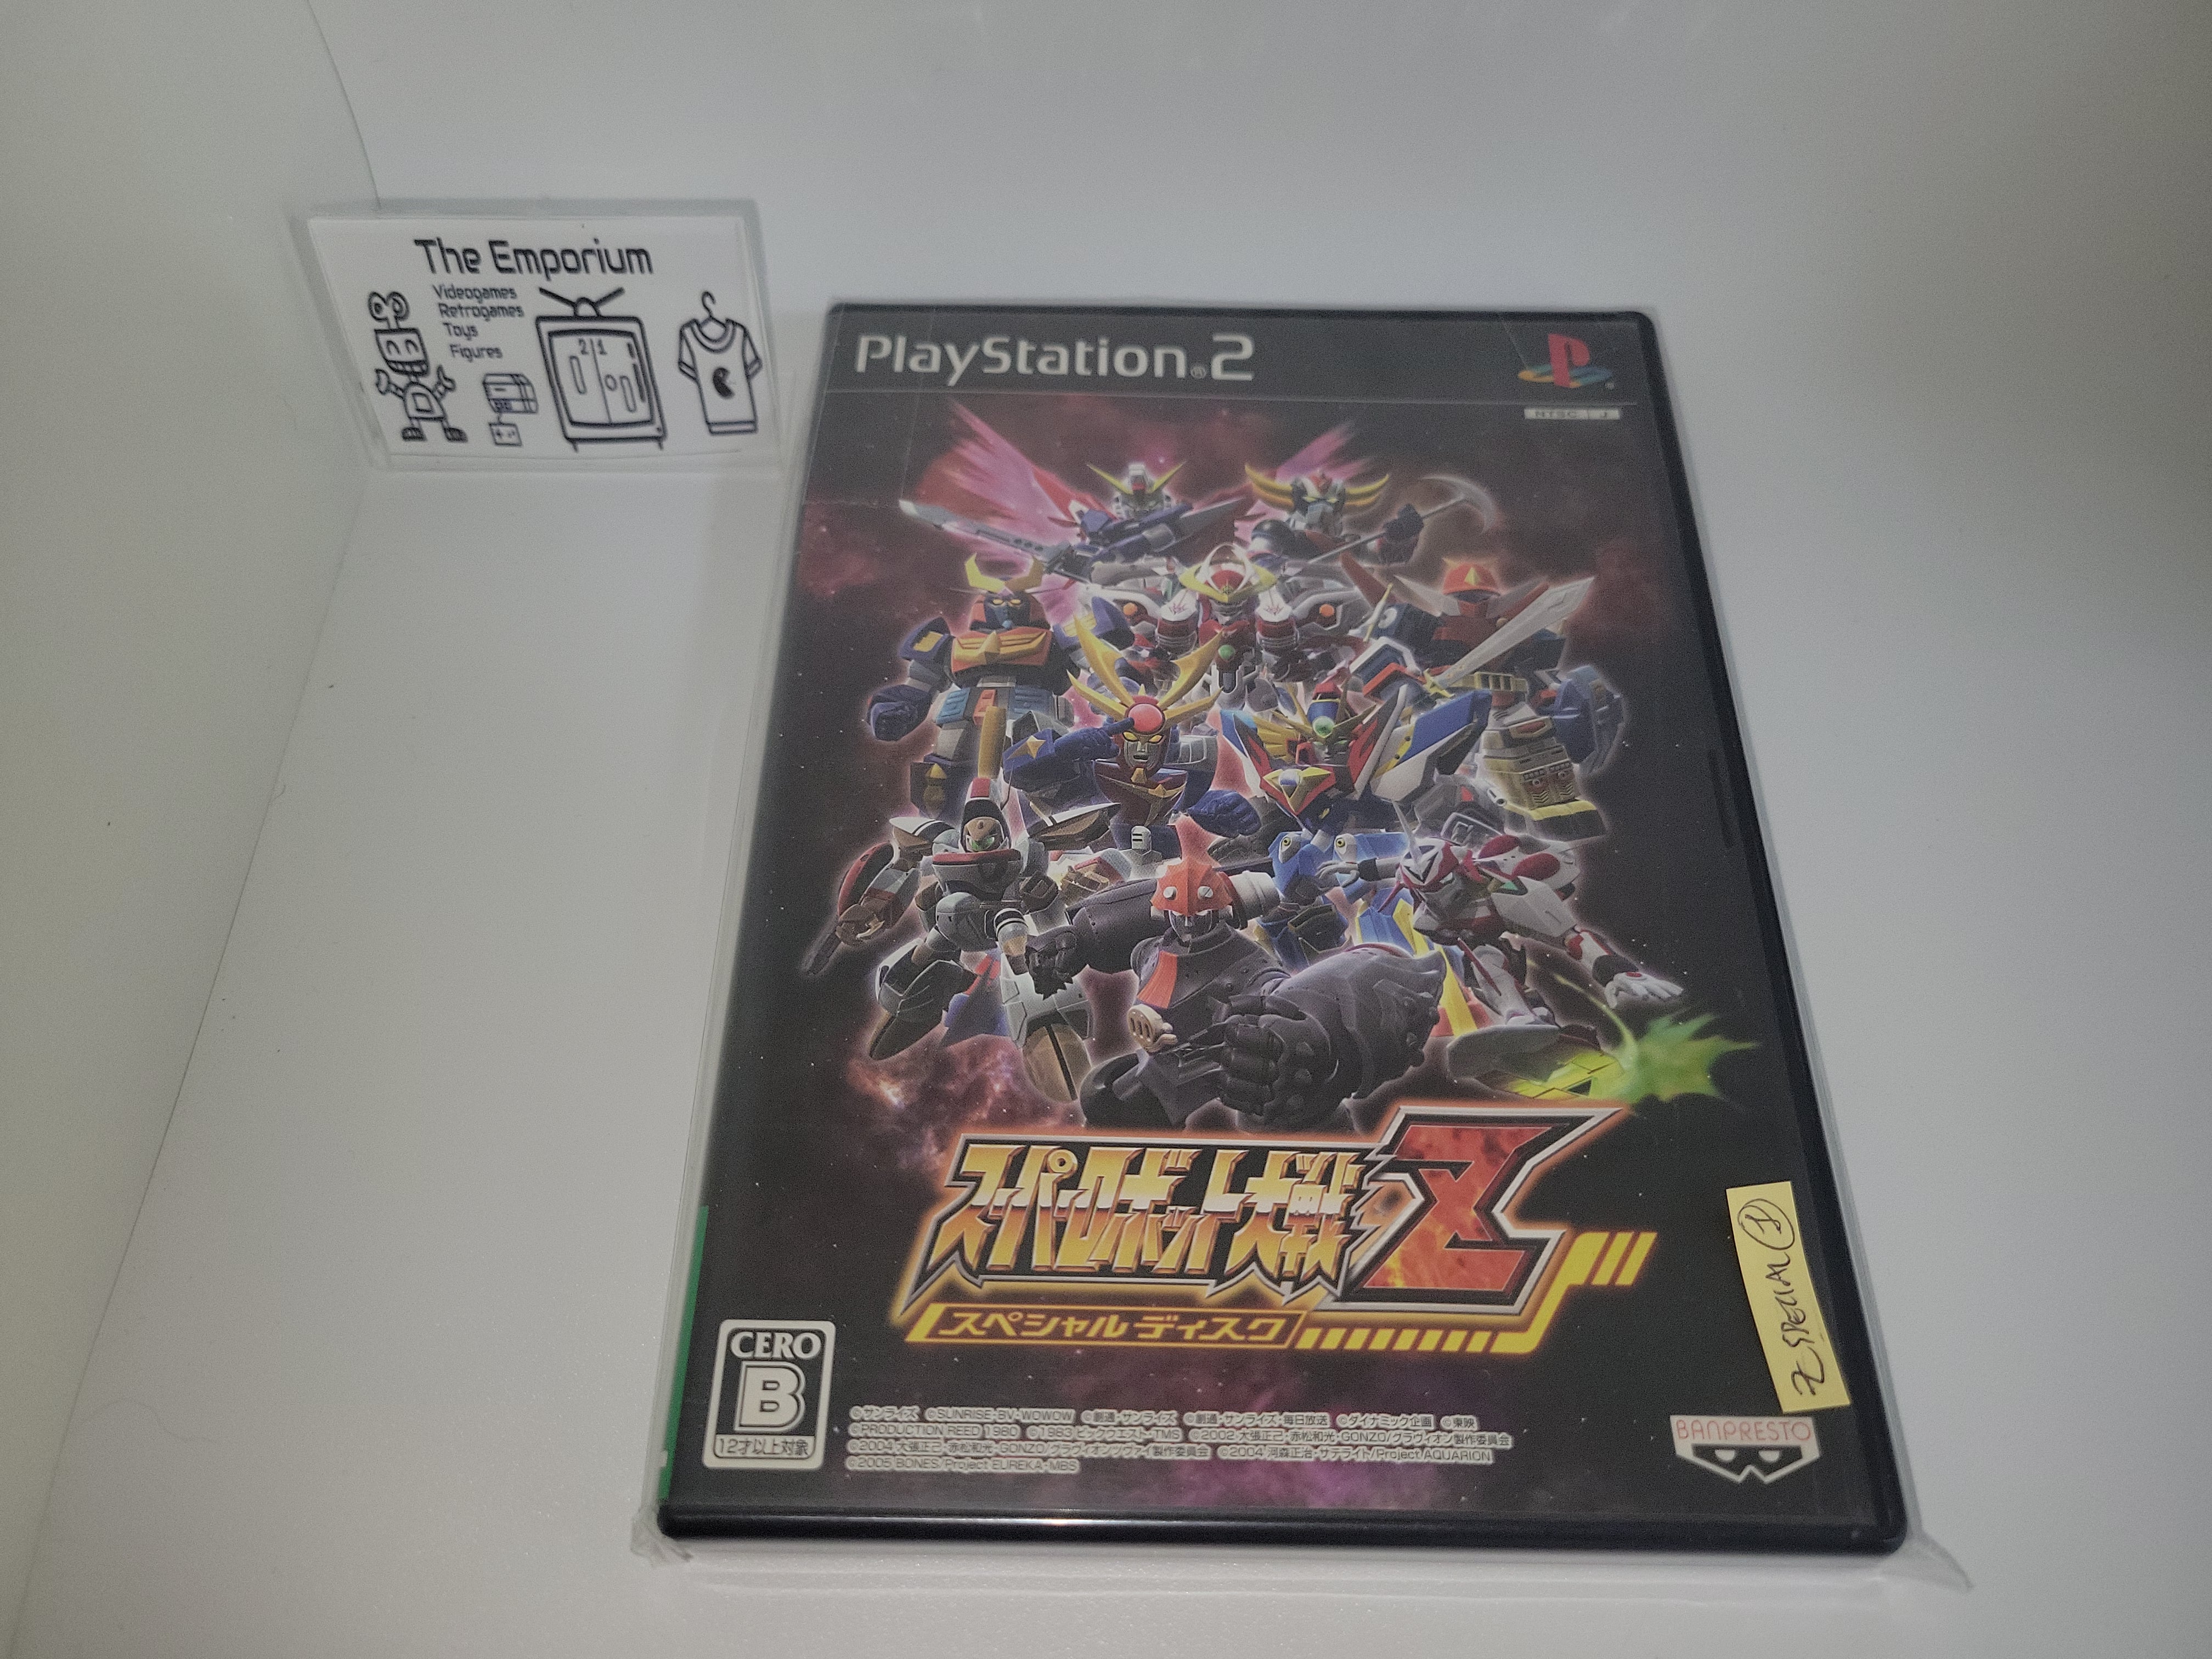 The Emporium
Videogames
Retrogames
Toys
Figures
21
PlayStation®2
NTSC J
スーパーロボット大戦Z
スペシャルディスク
Z SPECIAL ①
CERO
B
12才以上対象
©サンライズ ©SUNRISE・BV・WOWOW ©創通・サンライズ ©創通・サンライズ・毎日放送 ©ダイナミック企画 ©東映
©PRODUCTION REED 1980 ©1983 ビックウエスト・TMS ©2002 大張正己・赤松和光・GONZO/グラヴィオン製作委員会
©2004 大張正己・赤松和光・GONZO/グラヴィオンツヴァイ製作委員会 ©2004 河森正治・サテライト/Project AQUARION
©2005 BONES/Project EUREKA・MBS
BANPRESTO